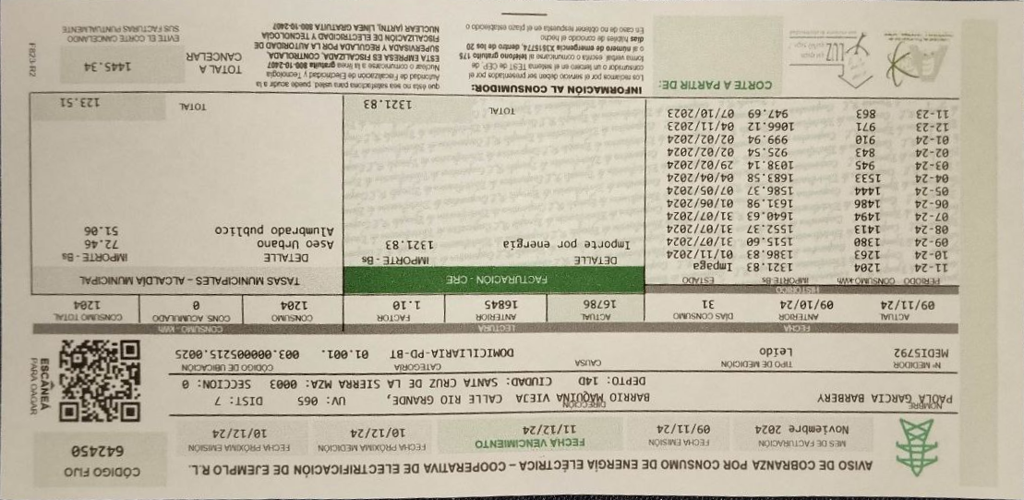 AVISO DE COBRANZA POR CONSUMO DE ENERGÍA ELÉCTRICA – COOPERATIVA DE ELECTRIFICACIÓN DE EJEMPLO R.L.
CÓDIGO FIJO
642450
MES DE FACTURACIÓN
Noviembre 2024
FECHA EMISIÓN
09/11/24
FECHA VENCIMIENTO
11/12/24
FECHA PRÓXIMA MEDICIÓN
10/12/24
FECHA PRÓXIMA EMISIÓN
10/12/24
NOMBRE
PAOLA GARCIA BARBERY
DIRECCIÓN
BARRIO MAQUINA VIEJA CALLE RIO GRANDE, UV: 065 DIST: 7
DEPTO: 14D CIUDAD: SANTA CRUZ DE LA SIERRA MZA: 0003 SECCION: 0
ESCANEÁ
PARA PAGAR
Nº MEDIDOR
MED15792
TIPO DE MEDICIÓN
Leído
CAUSA
CATEGORÍA
DOMICILIARIA-PD-BT
CÓDIGO DE UBICACIÓN
01.001. 003.000005215.0025
FECHA
LECTURA
CONSUMO - kWh
ACTUAL
09/11/24
ANTERIOR
09/10/24
DÍAS CONSUMO
31
ACTUAL
16786
ANTERIOR
16845
FACTOR
1.10
CONSUMO
1204
CONS ACUMULADO
0
CONSUMO TOTAL
1204
HISTÓRICO
PERIODO CONSUMO kWh IMPORTE Bs ESTADO
11-24 1204 1321.83 Impaga
10-24 1263 1386.83 01/11/2024
09-24 1380 1515.60 31/07/2024
08-24 1413 1552.37 31/07/2024
07-24 1494 1640.63 31/07/2024
06-24 1486 1631.98 01/06/2024
05-24 1444 1586.37 07/05/2024
04-24 1533 1683.58 04/04/2024
03-24 945 1038.14 29/02/2024
02-24 843 925.54 02/02/2024
01-24 910 999.94 02/02/2024
12-23 971 1066.12 04/11/2023
11-23 863 947.69 07/10/2023
FACTURACIÓN - CRE
DETALLE IMPORTE - Bs
Importe por energía 1321.83
TOTAL 1321.83
TASAS MUNICIPALES – ALCALDÍA MUNICIPAL
DETALLE IMPORTE - Bs
Aseo Urbano 72.46
Alumbrado publico 51.06
TOTAL 123.51
CORTE A PARTIR DE:
LUZ
INFORMACIÓN AL CONSUMIDOR:
Los reclamos por el servicio deben ser presentados por el
consumidor o un tercero en el sistema TEST de CEP, de
forma verbal, escrita o comunicarse al teléfono gratuito 175
o al número de emergencia X3515774 dentro de los 20
días hábiles de conocido el hecho
En caso de no obtener respuesta en el plazo establecido o
que ésta no sea satisfactoria para usted, puede acudir a la
Autoridad de Fiscalización de Electricidad y Tecnología
Nuclear o comunicarse a la línea gratuita 800-10-2407
ESTA EMPRESA ES FISCALIZADA, CONTROLADA,
SUPERVISADA Y REGULADA POR LA AUTORIDAD DE
FISCALIZACIÓN DE ELECTRICIDAD Y TECNOLOGÍA
NUCLEAR (AETN), LÍNEA GRATUITA 800-10-2407
TOTAL A
CANCELAR
1445.34
EVITE EL CORTE CANCELANDO
SUS FACTURAS PUNTUALMENTE